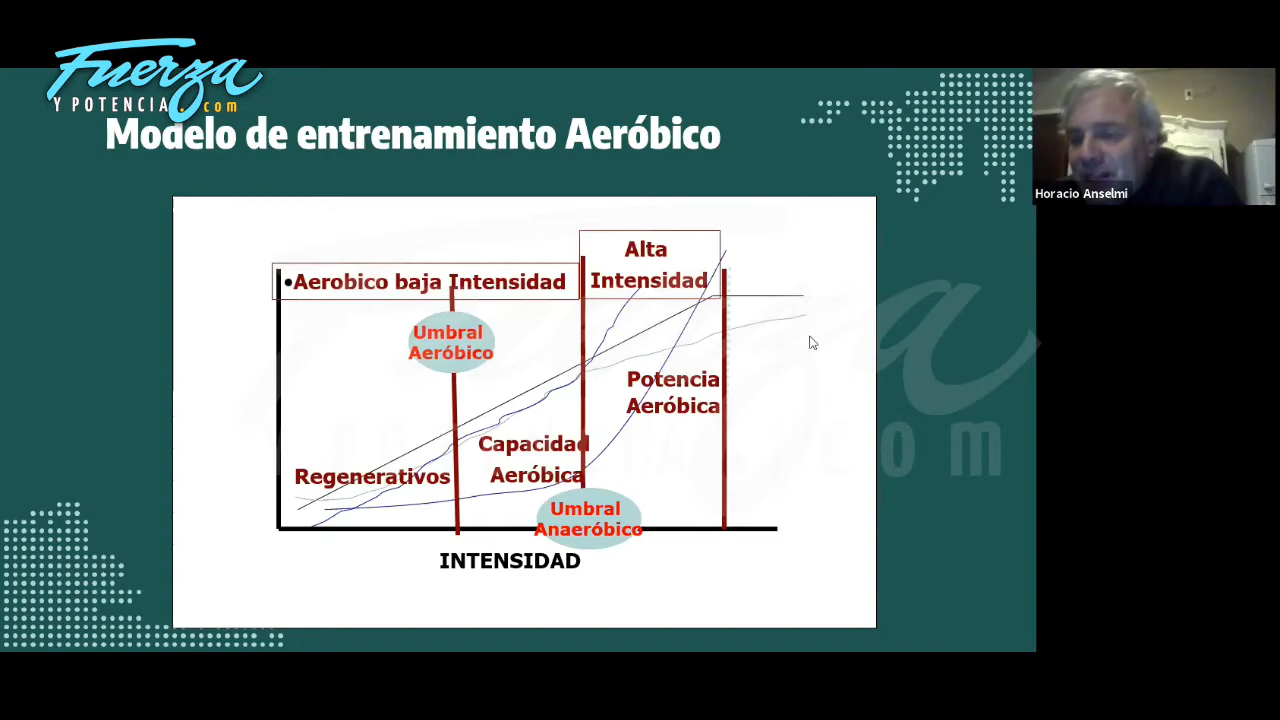 Fuerza
Y POTENCIA.com
Modelo de entrenamiento Aeróbico
Horacio Anselmi
Alta
Intensidad
•Aerobico baja Intensidad
Umbral
Aeróbico
Potencia
Aeróbica
Capacidad
Aeróbica
Regenerativos
Umbral
Anaeróbico
INTENSIDAD